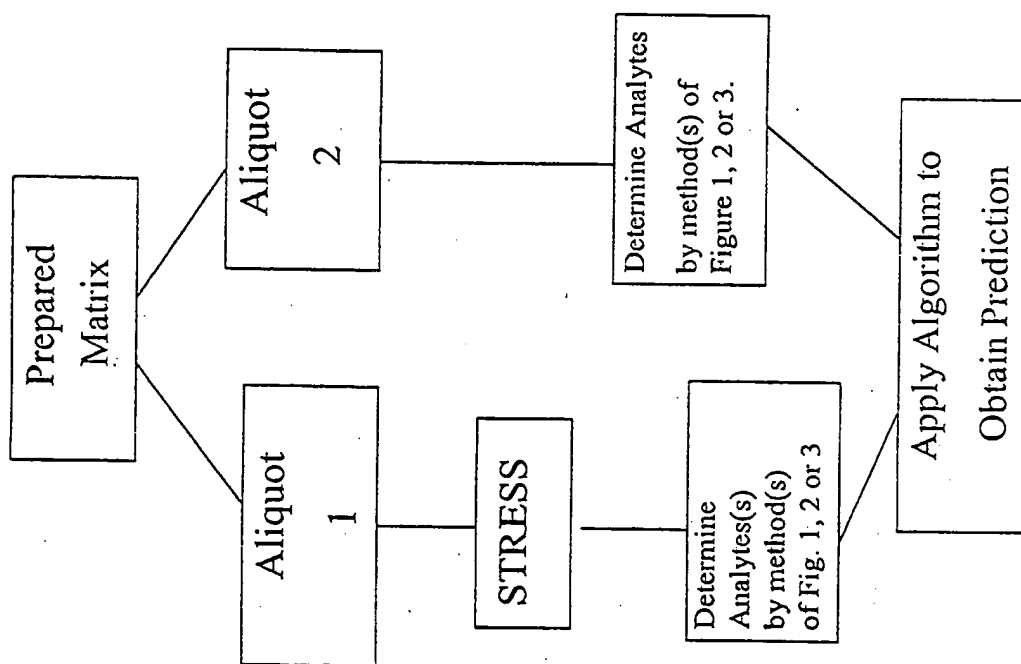 Prepared
Matrix
Aliquot
1
Aliquot
2
STRESS
Determine
Analytes(s)
by method(s)
of Fig. 1, 2 or 3
Determine Analytes
by method(s) of
Figure 1, 2 or 3.
Apply Algorithm to
Obtain Prediction